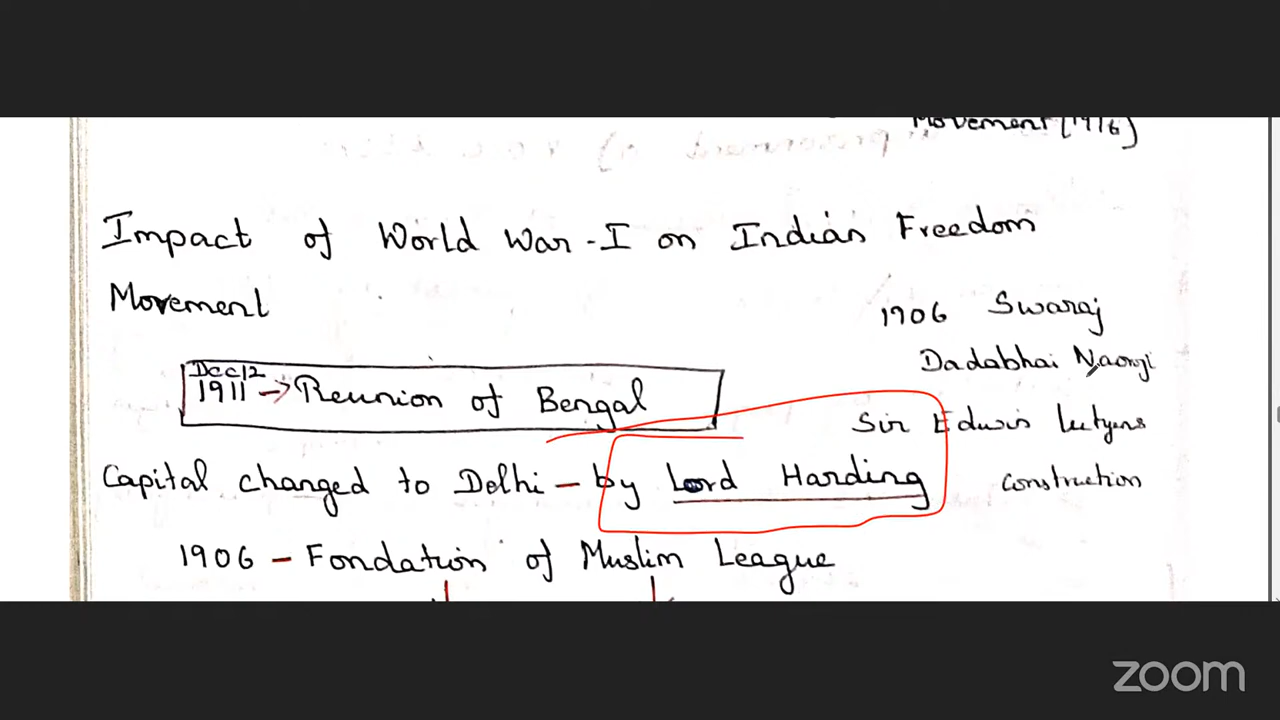 Movement [1916]
Impact of World War-I on Indian Freedom
Movement
1906 Swaraj
Dadabhai Naoroji
Dec 12
1911 → Reunion of Bengal
Sir Edwin Lutyens
construction
Capital changed to Delhi - by Lord Harding
1906 - Fondation of Muslim League
zoom